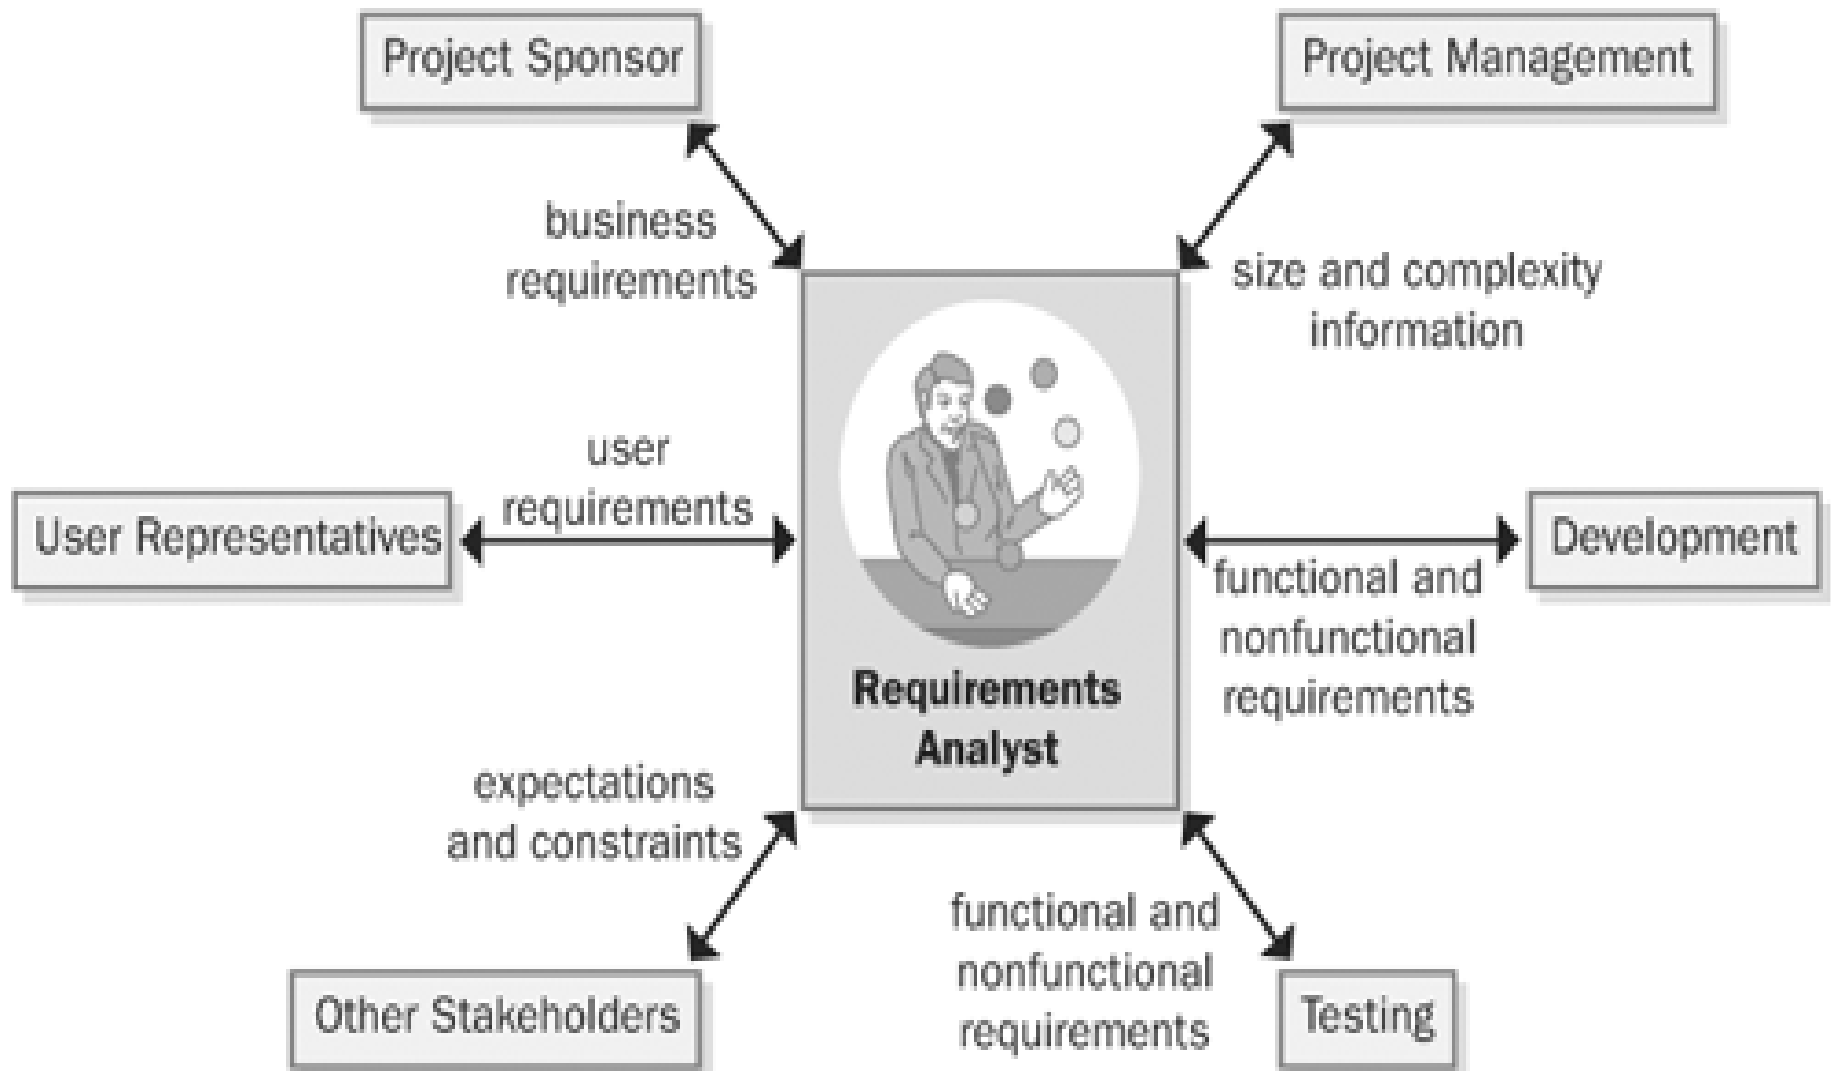 Project Sponsor
Project Management
business
requirements
size and complexity
information
user
requirements
User Representatives
Development
functional and
nonfunctional
requirements
Requirements
Analyst
expectations
and constraints
functional and
nonfunctional
requirements
Other Stakeholders
Testing